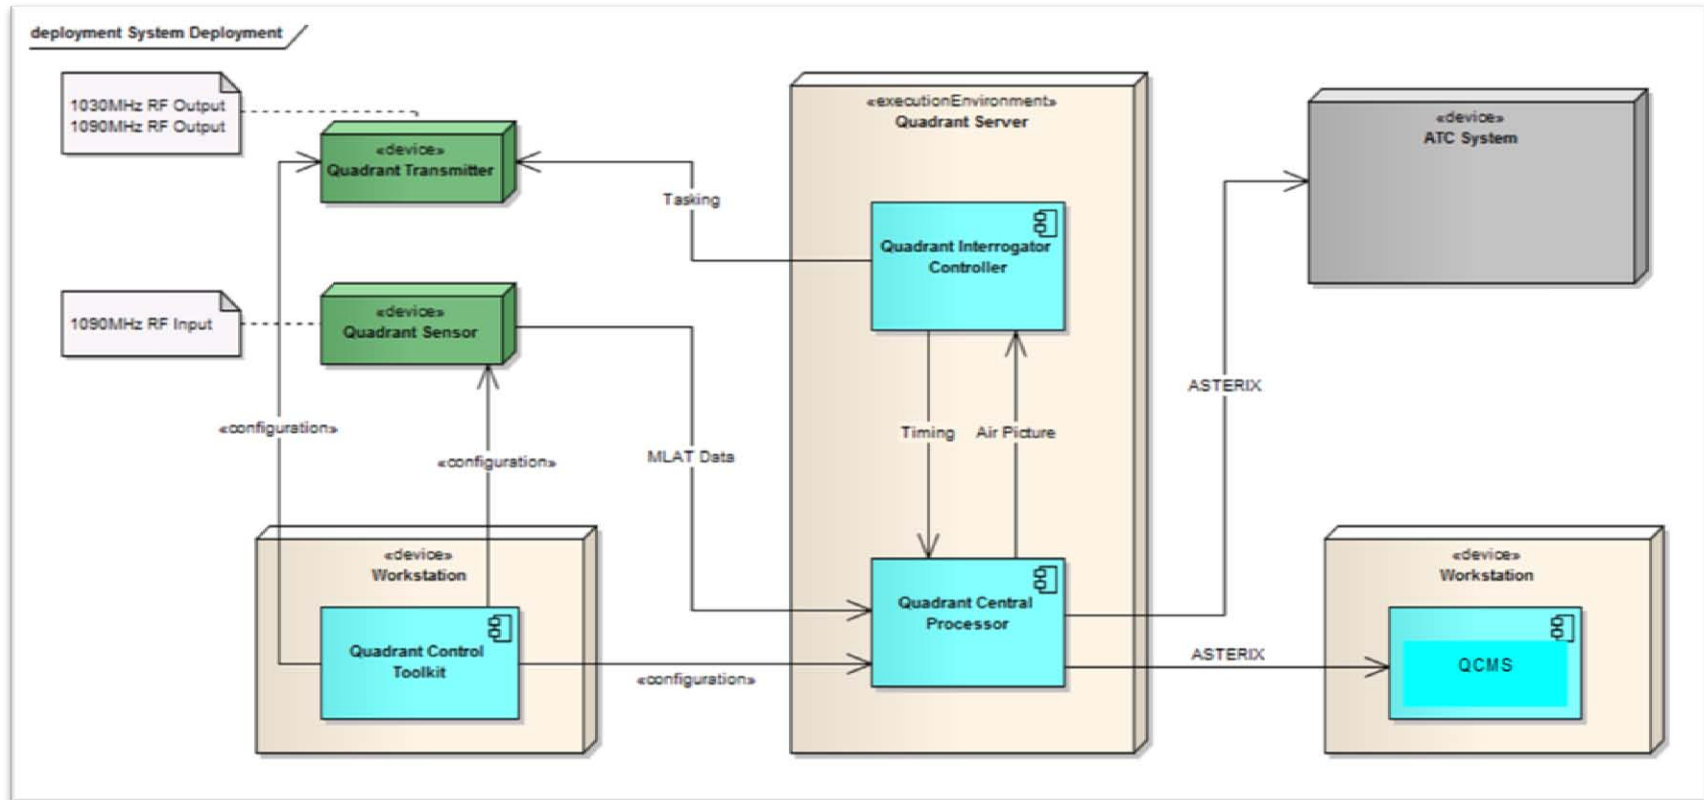 deployment System Deployment
1030MHz RF Output
1090MHz RF Output
«device»
Quadrant Transmitter
«executionEnvironment»
Quadrant Server
«device»
ATC System
Tasking
Quadrant Interrogator
Controller
1090MHz RF Input
«device»
Quadrant Sensor
ASTERIX
«configuration»
«configuration»
MLAT Data
Timing
Air Picture
«device»
Workstation
Quadrant Control
Toolkit
«configuration»
Quadrant Central
Processor
ASTERIX
«device»
Workstation
QCMS